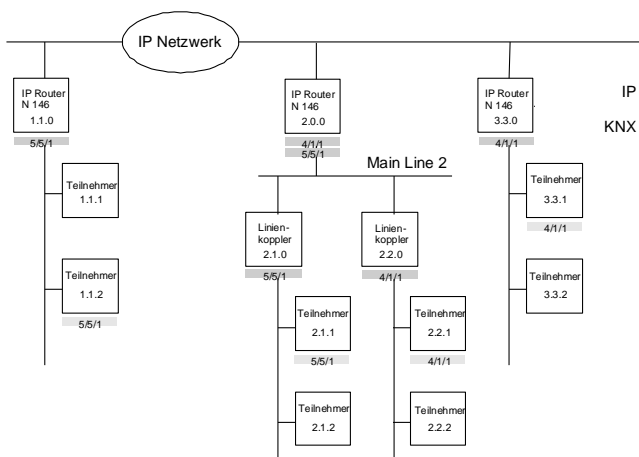 IP Netzwerk
IP Router
N 146
1.1.0
5/5/1
IP Router
N 146
2.0.0
4/1/1
5/5/1
IP Router
N 146
3.3.0
4/1/1
IP
KNX
Main Line 2
Teilnehmer
1.1.1
Teilnehmer
1.1.2
5/5/1
Linien-
koppler
2.1.0
5/5/1
Linien-
koppler
2.2.0
4/1/1
Teilnehmer
2.1.1
5/5/1
Teilnehmer
2.1.2
Teilnehmer
2.2.1
4/1/1
Teilnehmer
2.2.2
Teilnehmer
3.3.1
4/1/1
Teilnehmer
3.3.2